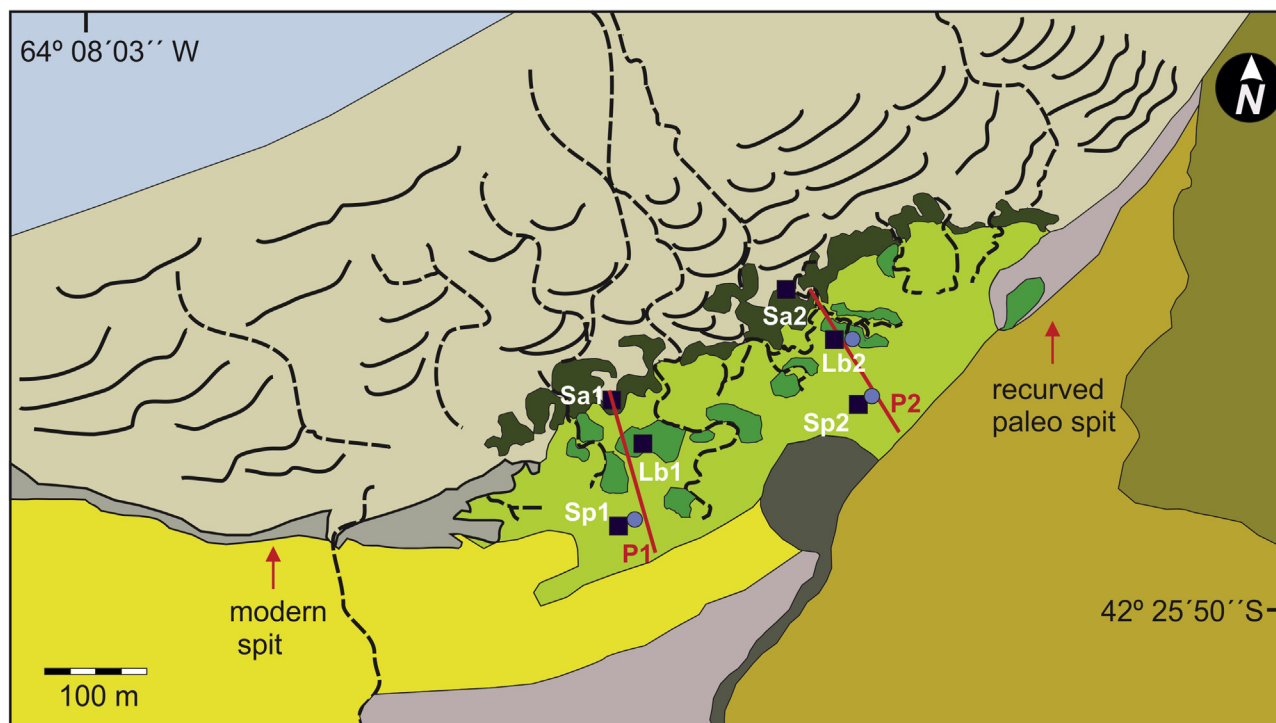 64º 08´03´´ W
N
Sa2
Lb2
Sa1
P2
recurved
paleo spit
Sp2
Lb1
Sp1
P1
modern
spit
42º 25´50´´S
100 m